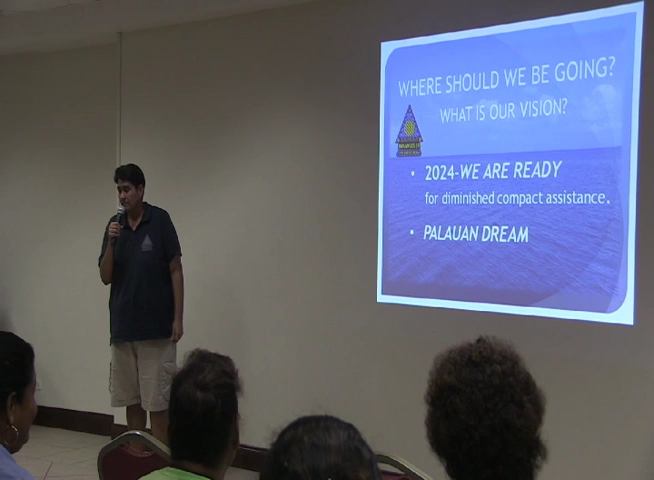 WHERE SHOULD WE BE GOING?
WHAT IS OUR VISION?
• 2024-WE ARE READY
for diminished compact assistance.
• PALAUAN DREAM